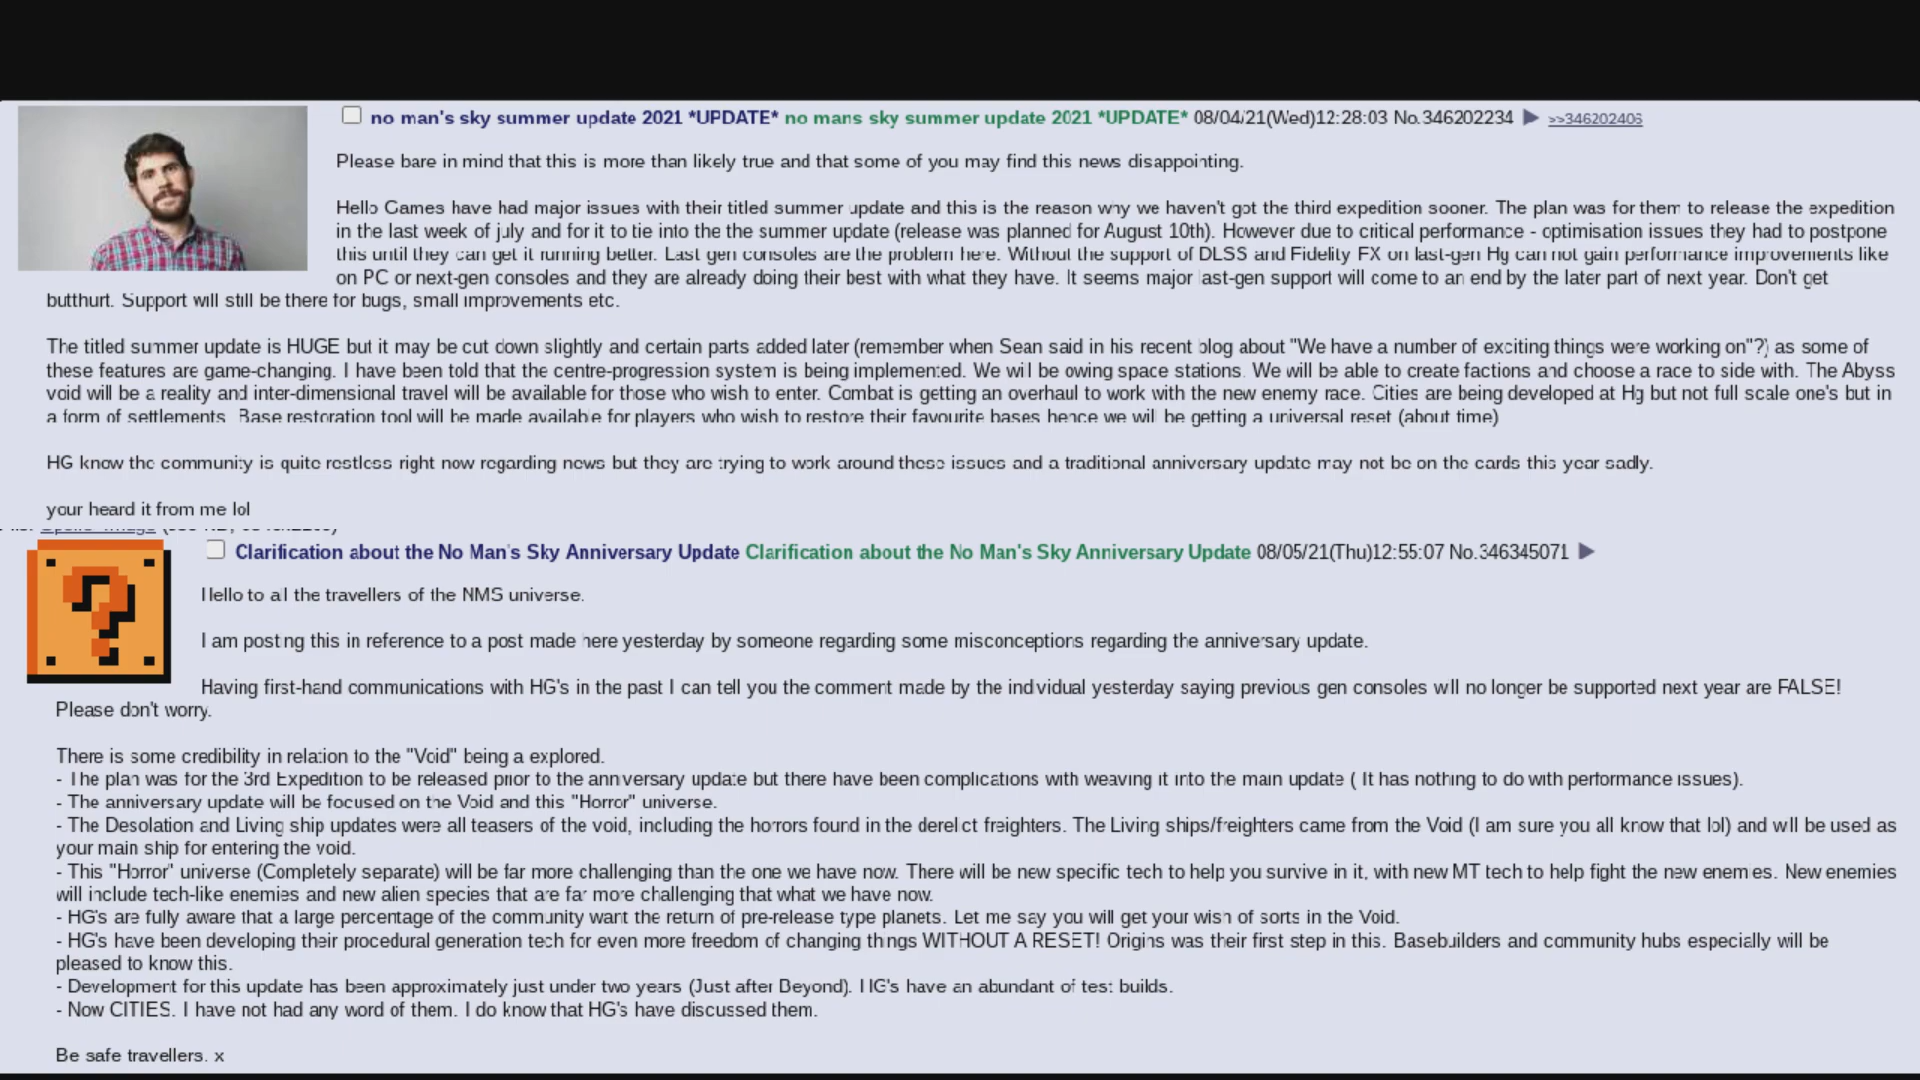 no man's sky summer update 2021 *UPDATE* no mans sky summer update 2021 *UPDATE* 08/04/21(Wed)12:28:03 No.346202234 ▶ >>346202406
Please bare in mind that this is more than likely true and that some of you may find this news disappointing.
Hello Games have had major issues with their titled summer update and this is the reason why we haven't got the third expedition sooner. The plan was for them to release the expedition
in the last week of july and for it to tie into the the summer update (release was planned for August 10th). However due to critical performance - optimisation issues they had to postpone
this until they can get it running better. Last gen consoles are the problem here. Without the support of DLSS and Fidelity FX on last-gen Hg can not gain performance improvements like
on PC or next-gen consoles and they are already doing their best with what they have. It seems major last-gen support will come to an end by the later part of next year. Don't get
butthurt. Support will still be there for bugs, small improvements etc.
The titled summer update is HUGE but it may be cut down slightly and certain parts added later (remember when Sean said in his recent blog about "We have a number of exciting things were working on"?) as some of
these features are game-changing. I have been told that the centre-progression system is being implemented. We will be owing space stations. We will be able to create factions and choose a race to side with. The Abyss
void will be a reality and inter-dimensional travel will be available for those who wish to enter. Combat is getting an overhaul to work with the new enemy race. Cities are being developed at Hg but not full scale one's but in
a form of settlements. Base restoration tool will be made available for players who wish to restore their favourite bases hence we will be getting a universal reset (about time)
HG know the community is quite restless right now regarding news but they are trying to work around these issues and a traditional anniversary update may not be on the cards this year sadly.
your heard it from me lol
Clarification about the No Man's Sky Anniversary Update Clarification about the No Man's Sky Anniversary Update 08/05/21(Thu)12:55:07 No.346345071 ▶
Hello to all the travellers of the NMS universe.
I am posting this in reference to a post made here yesterday by someone regarding some misconceptions regarding the anniversary update.
Having first-hand communications with HG's in the past I can tell you the comment made by the individual yesterday saying previous gen consoles will no longer be supported next year are FALSE!
Please don't worry.
There is some credibility in relation to the "Void" being a explored.
- The plan was for the 3rd Expedition to be released prior to the anniversary update but there have been complications with weaving it into the main update ( It has nothing to do with performance issues).
- The anniversary update will be focused on the Void and this "Horror" universe.
- The Desolation and Living ship updates were all teasers of the void, including the horrors found in the derelict freighters. The Living ships/freighters came from the Void (I am sure you all know that lol) and will be used as
your main ship for entering the void.
- This "Horror" universe (Completely separate) will be far more challenging than the one we have now. There will be new specific tech to help you survive in it, with new MT tech to help fight the new enemies. New enemies
will include tech-like enemies and new alien species that are far more challenging that what we have now.
- HG's are fully aware that a large percentage of the community want the return of pre-release type planets. Let me say you will get your wish of sorts in the Void.
- HG's have been developing their procedural generation tech for even more freedom of changing things WITHOUT A RESET! Origins was their first step in this. Basebuilders and community hubs especially will be
pleased to know this.
- Development for this update has been approximately just under two years (Just after Beyond). HG's have an abundant of test builds.
- Now CITIES. I have not had any word of them. I do know that HG's have discussed them.
Be safe travellers. x